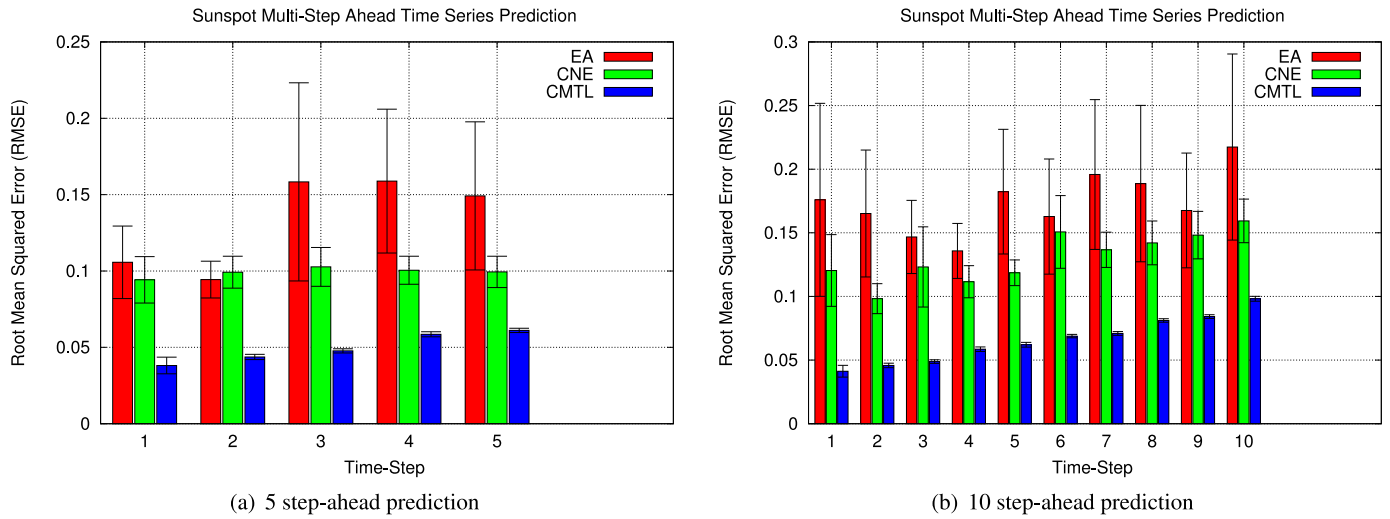 Sunspot Multi-Step Ahead Time Series Prediction
0.25
0.2
0.15
0.1
0.05
0
Root Mean Squared Error (RMSE)
EA
CNE
CMTL
1 2 3 4 5
Time-Step
(a) 5 step-ahead prediction
Sunspot Multi-Step Ahead Time Series Prediction
0.3
0.25
0.2
0.15
0.1
0.05
0
Root Mean Squared Error (RMSE)
EA
CNE
CMTL
1 2 3 4 5 6 7 8 9 10
Time-Step
(b) 10 step-ahead prediction